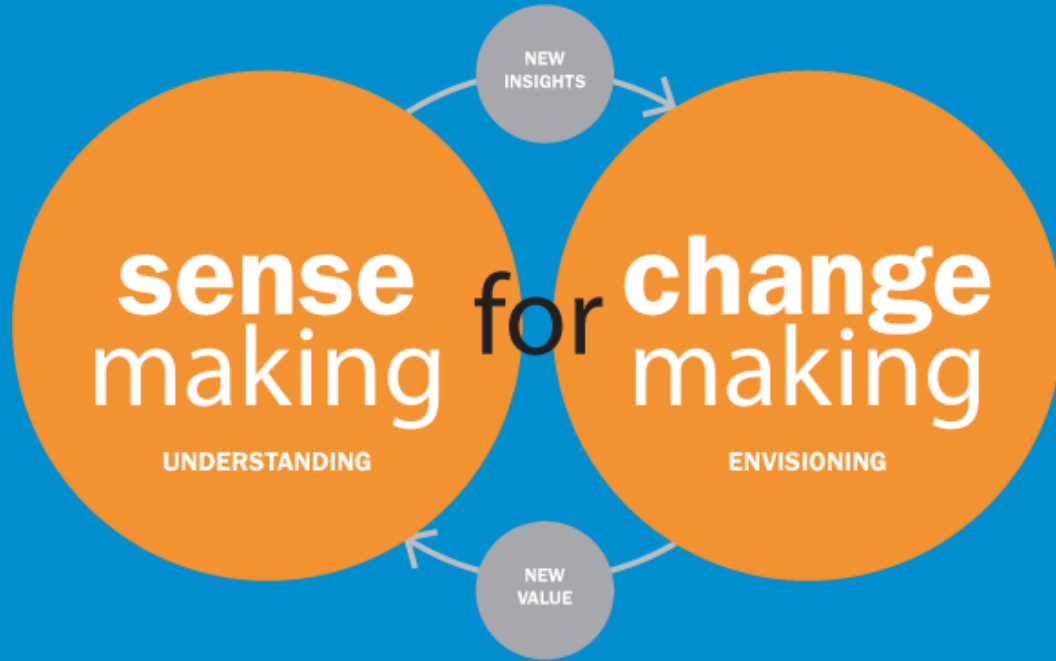 NEW
INSIGHTS
sense
making
UNDERSTANDING
for
change
making
ENVISIONING
NEW
VALUE